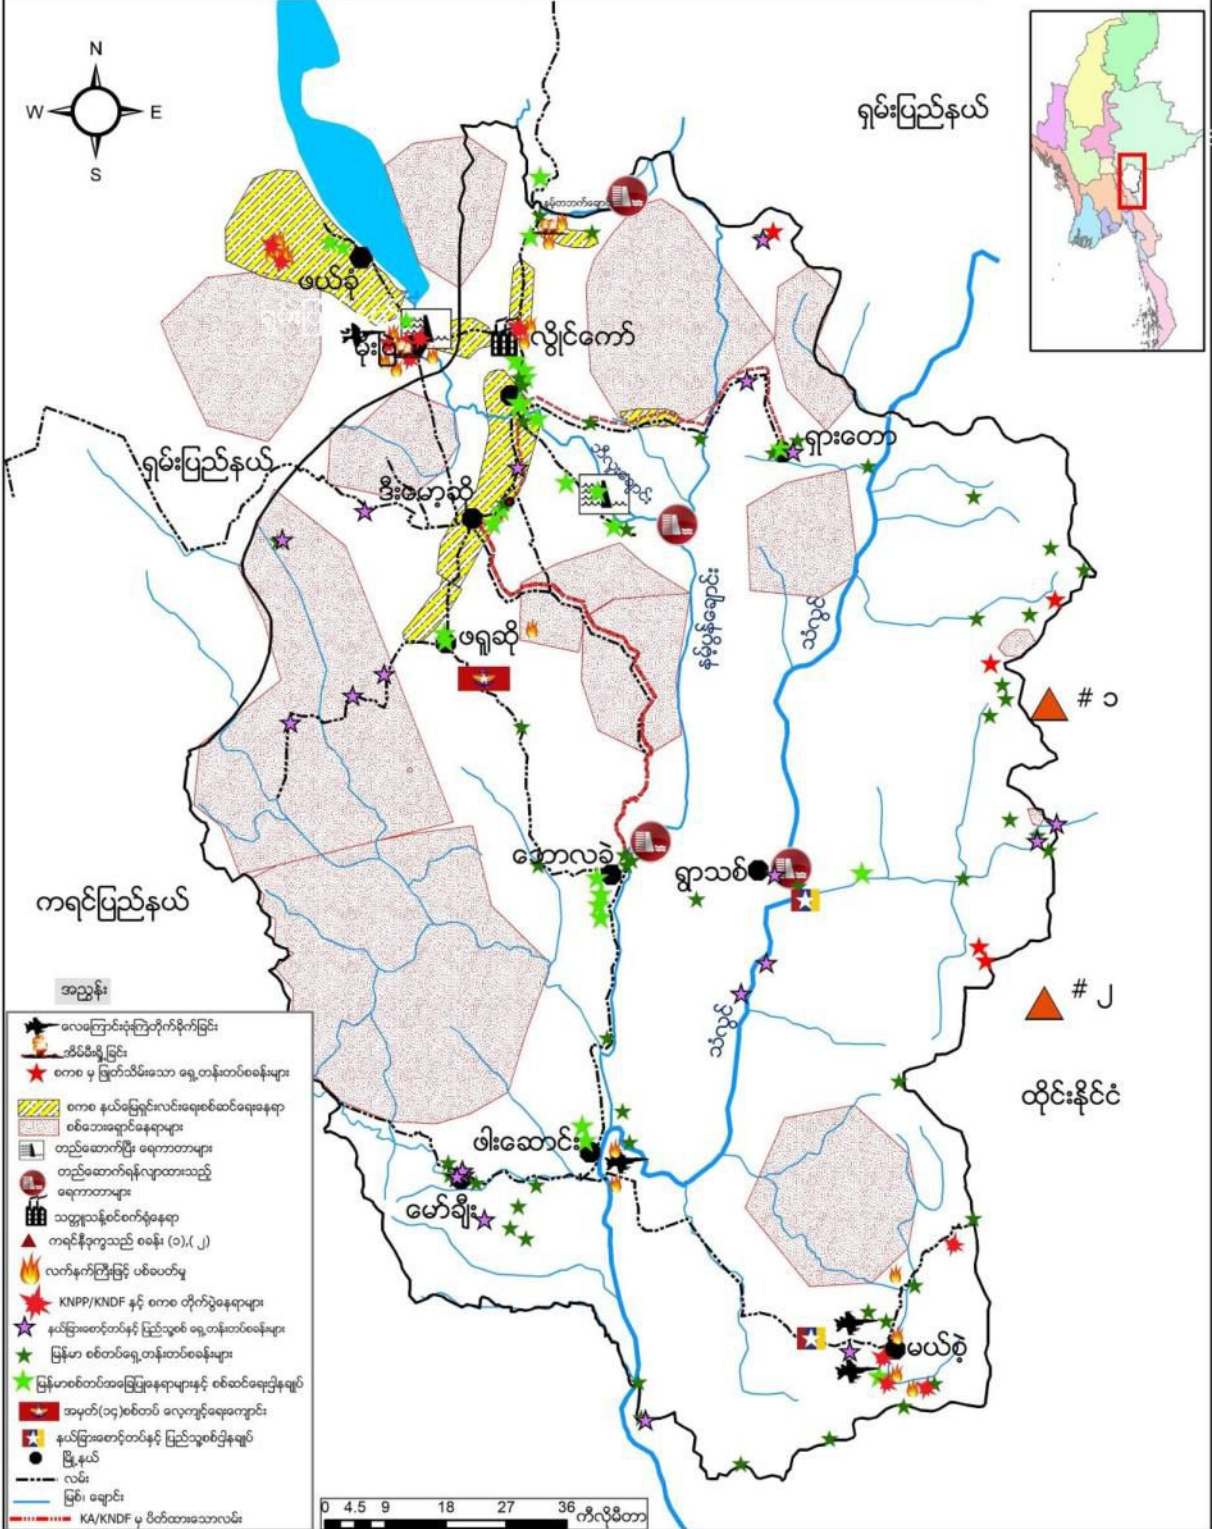 N
W
E
S
ရှမ်းပြည်နယ်
နမ့်တဘက်ချောင်း
ဖယ်ခုံ
မိုးဗြဲ
လွိုင်ကော်
ရှမ်းပြည်နယ်
ရှားတော
ဒီးမော့ဆို
ဖရူဆို
နမ့်ပွန်ချောင်း
သံလွင်
# ၁
ဘောလခဲ
ရွာသစ်
ကရင်ပြည်နယ်
# ၂
သံလွင်
ထိုင်းနိုင်ငံ
ဖါးဆောင်း
မော်ချီး
မယ်စဲ့
အညွှန်း
လေကြောင်းဗုံးကြဲတိုက်ခိုက်ခြင်း
အိမ်မီးရှို့ခြင်း
စကစ မှ ဖြုတ်သိမ်းသော ရှေ့တန်းတပ်စခန်းများ
စကစ နယ်မြေရှင်းလင်းရေးစစ်ဆင်ရေးနေရာ
စစ်ဘေးရှောင်နေရာများ
တည်ဆောက်ပြီး ရေကာတာများ
တည်ဆောက်ရန်လျာထားသည့်
ရေကာတာများ
သတ္တုသန့်စင်စက်ရုံနေရာ
ကရင်နီဒုက္ခသည် စခန်း (၁),( ၂)
လက်နက်ကြီးဖြင့် ပစ်ခပတ်မှု
KNPP/KNDF နှင့် စကစ တိုက်ပွဲနေရာများ
နယ်ခြားစောင့်တပ်နှင့် ပြည်သူ့စစ် ရှေ့တန်းတပ်စခန်းများ
မြန်မာ စစ်တပ်ရှေ့တန်းတပ်စခန်းများ
မြန်မာစစ်တပ်အခြေပြုနေရာများနှင့် စစ်ဆင်ရေးဌာနချုပ်
အမှတ်(၁၄)စစ်တပ် လေ့ကျင့်ရေးကျောင်း
နယ်ခြားစောင့်တပ်နှင့် ပြည်သူ့စစ်ဌာနချုပ်
မြို့နယ်
လမ်း
မြစ်၊ ချောင်း
KA/KNDF မှ ပိတ်ထားသောလမ်း
0 4.5 9 18 27 36
ကီလိုမီတာ